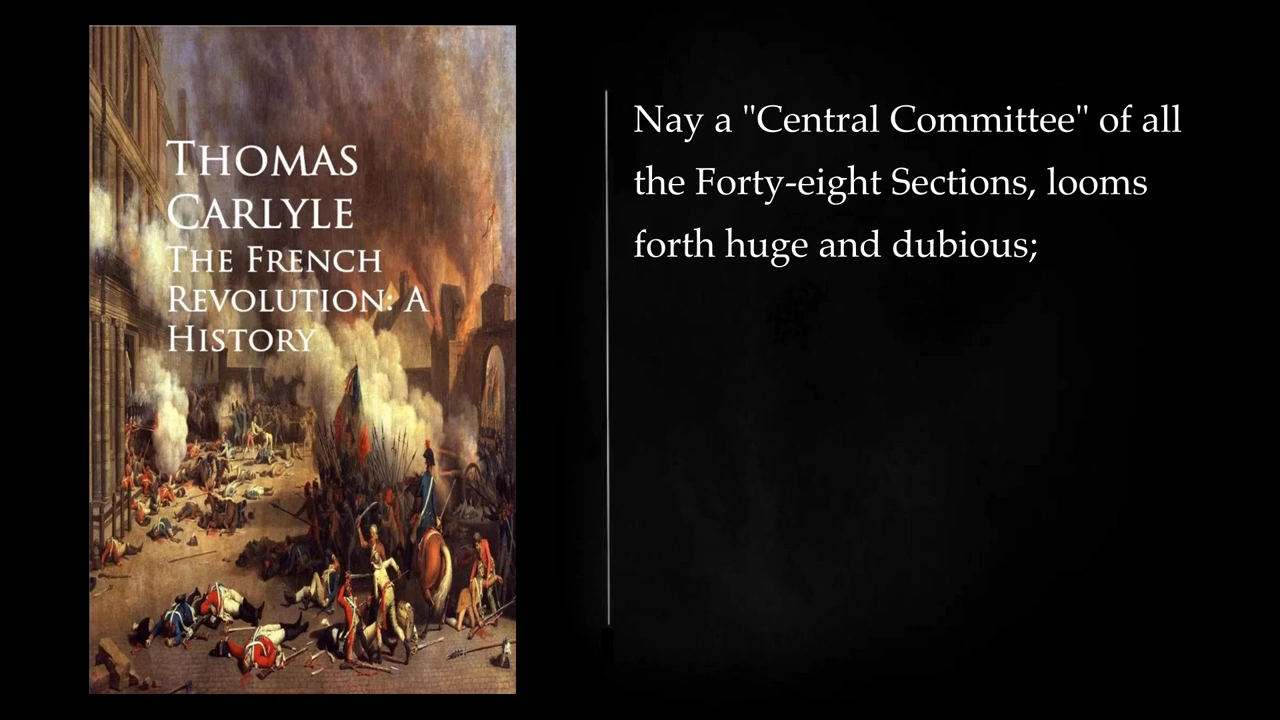 THOMAS
CARLYLE
THE FRENCH
REVOLUTION: A
HISTORY
Nay a "Central Committee" of all
the Forty-eight Sections, looms
forth huge and dubious;